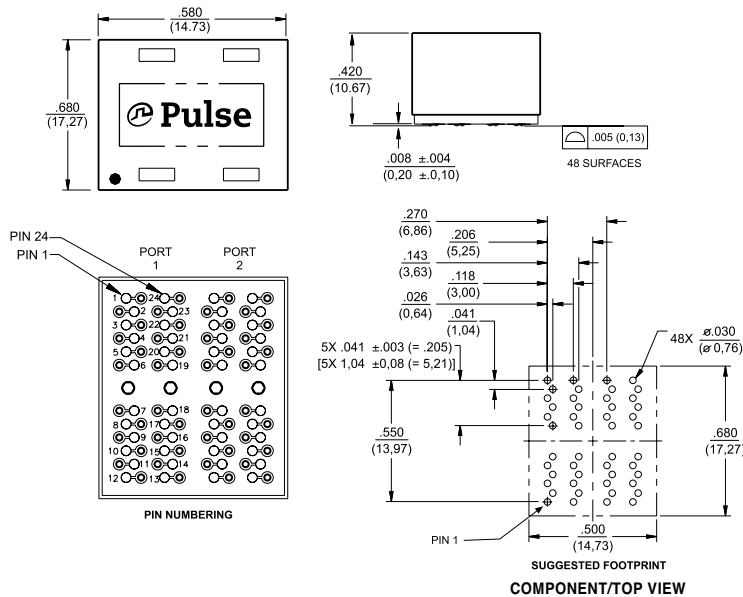 .580
(14.73)
.680
(17,27)
Pulse
.420
(10.67)
.008 ±.004
(0,20 ±.0,10)
.005 (0,13)
48 SURFACES
PIN 24
PIN 1
PORT
1
PORT
2
1 24
2 23
3 22
4 21
5 20
6 19
7 18
8 17
9 16
10 15
11 14
12 13
PIN NUMBERING
.270
(6,86)
.206
(5,25)
.143
(3,63)
.118
(3,00)
.026
(0,64)
.041
(1,04)
5X .041 ±.003 (= .205)
[5X 1,04 ±0,08 (= 5,21)]
48X ø.030
(ø 0,76)
.550
(13,97)
.680
(17,27)
PIN 1
.500
(14,73)
SUGGESTED FOOTPRINT
COMPONENT/TOP VIEW